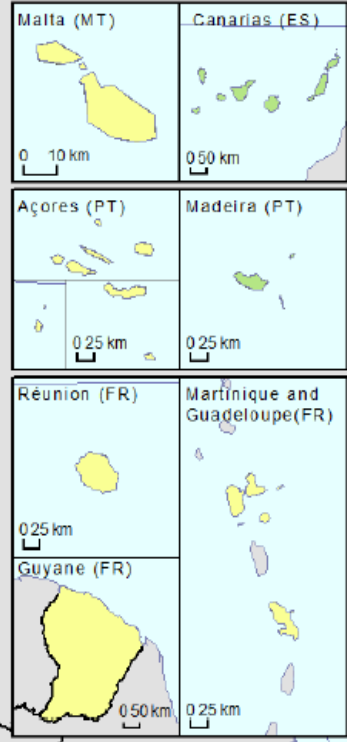 Malta (MT)
0 10 km
Canarias (ES)
0 50 km
Açores (PT)
0 25 km
Madeira (PT)
0 25 km
Réunion (FR)
0 25 km
Martinique and
Guadeloupe(FR)
0 25 km
Guyane (FR)
0 50 km